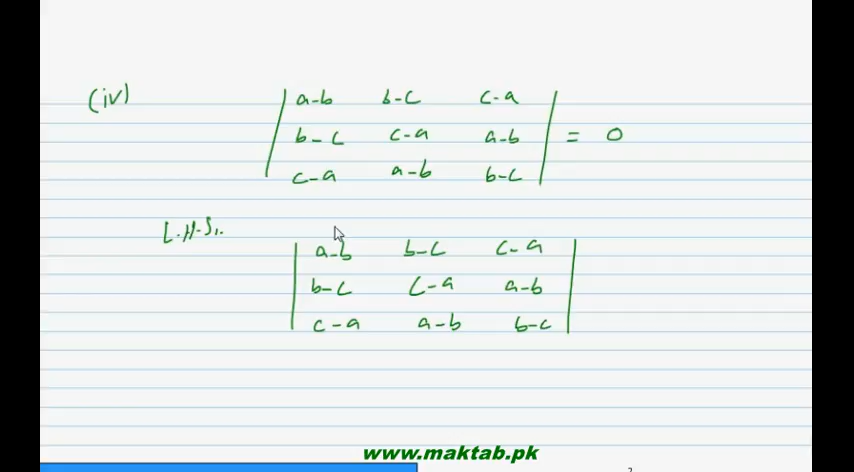 (iv) | a-b b-c c-a |
| b-c c-a a-b | = 0
| c-a a-b b-c |
L.H.S.
| a-b b-c c-a |
| b-c c-a a-b |
| c-a a-b b-c |
www.maktab.pk